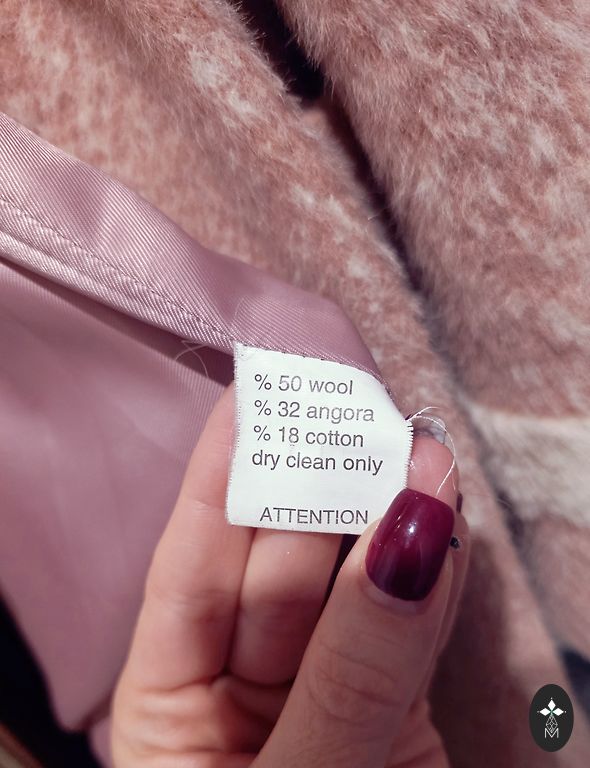 % 50 wool
% 32 angora
% 18 cotton
dry clean only
ATTENTION
M